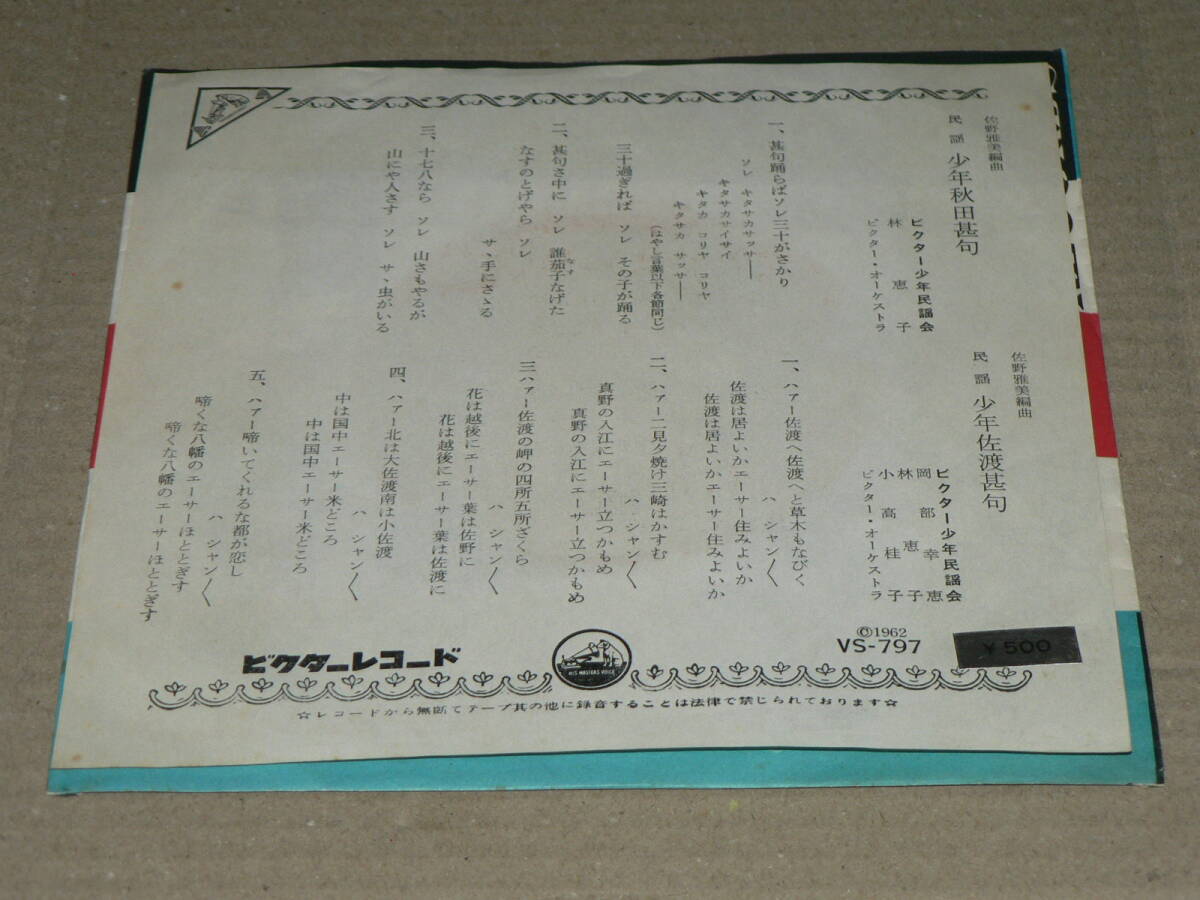 佐野雅美編曲
民謡 少年秋田甚句
ビクター少年民謡会
林恵子
ビクター・オーケストラ
一、甚句踊らばソレ三十がさかり
ソレ キタサカサッサ――
キタサカサイサイ
キタカ コリヤ コリヤ
キタサカ サッサ――
(はやし言葉以下各節同じ)
三十過ぎれば ソレ その子が踊る
二、甚句さ中に ソレ 誰茄子なげた
なす
なすのとげやら ソレ
サヽ手にさゝる
三、十七八なら ソレ 山さもやるが
山にや人さす ソレ サヽ虫がいる
佐野雅美編曲
民謡 少年佐渡甚句
ビクター少年民謡会
岡部幸恵
林恵子
小高桂子
ビクター・オーケストラ
一、ハァー佐渡へ佐渡へと草木もなびく
ハ シャン〱
佐渡は居よいかエーサー住みよいか
佐渡は居よいかエーサー住みよいか
二、ハァー二見夕焼け三崎はかすむ
ハ シャン〱
真野の入江にエーサー立つかもめ
真野の入江にエーサー立つかもめ
三ハァー佐渡の岬の四所五所ざくら
ハ シャン〱
花は越後にエーサー葉は佐野に
花は越後にエーサー葉は佐渡に
四、ハァー北は大佐渡南は小佐渡
ハ シャン〱
中は国中エーサー米どころ
中は国中エーサー米どころ
五、ハァー啼いてくれるな都が恋し
ハ シャン〱
啼くな八幡のエーサーほととぎす
啼くな八幡のエーサーほととぎす
ビクターレコード
HIS MASTERS VOICE
Ⓒ1962
VS-797
¥500
☆レコードから無断でテープ其の他に録音することは法律で禁じられております☆